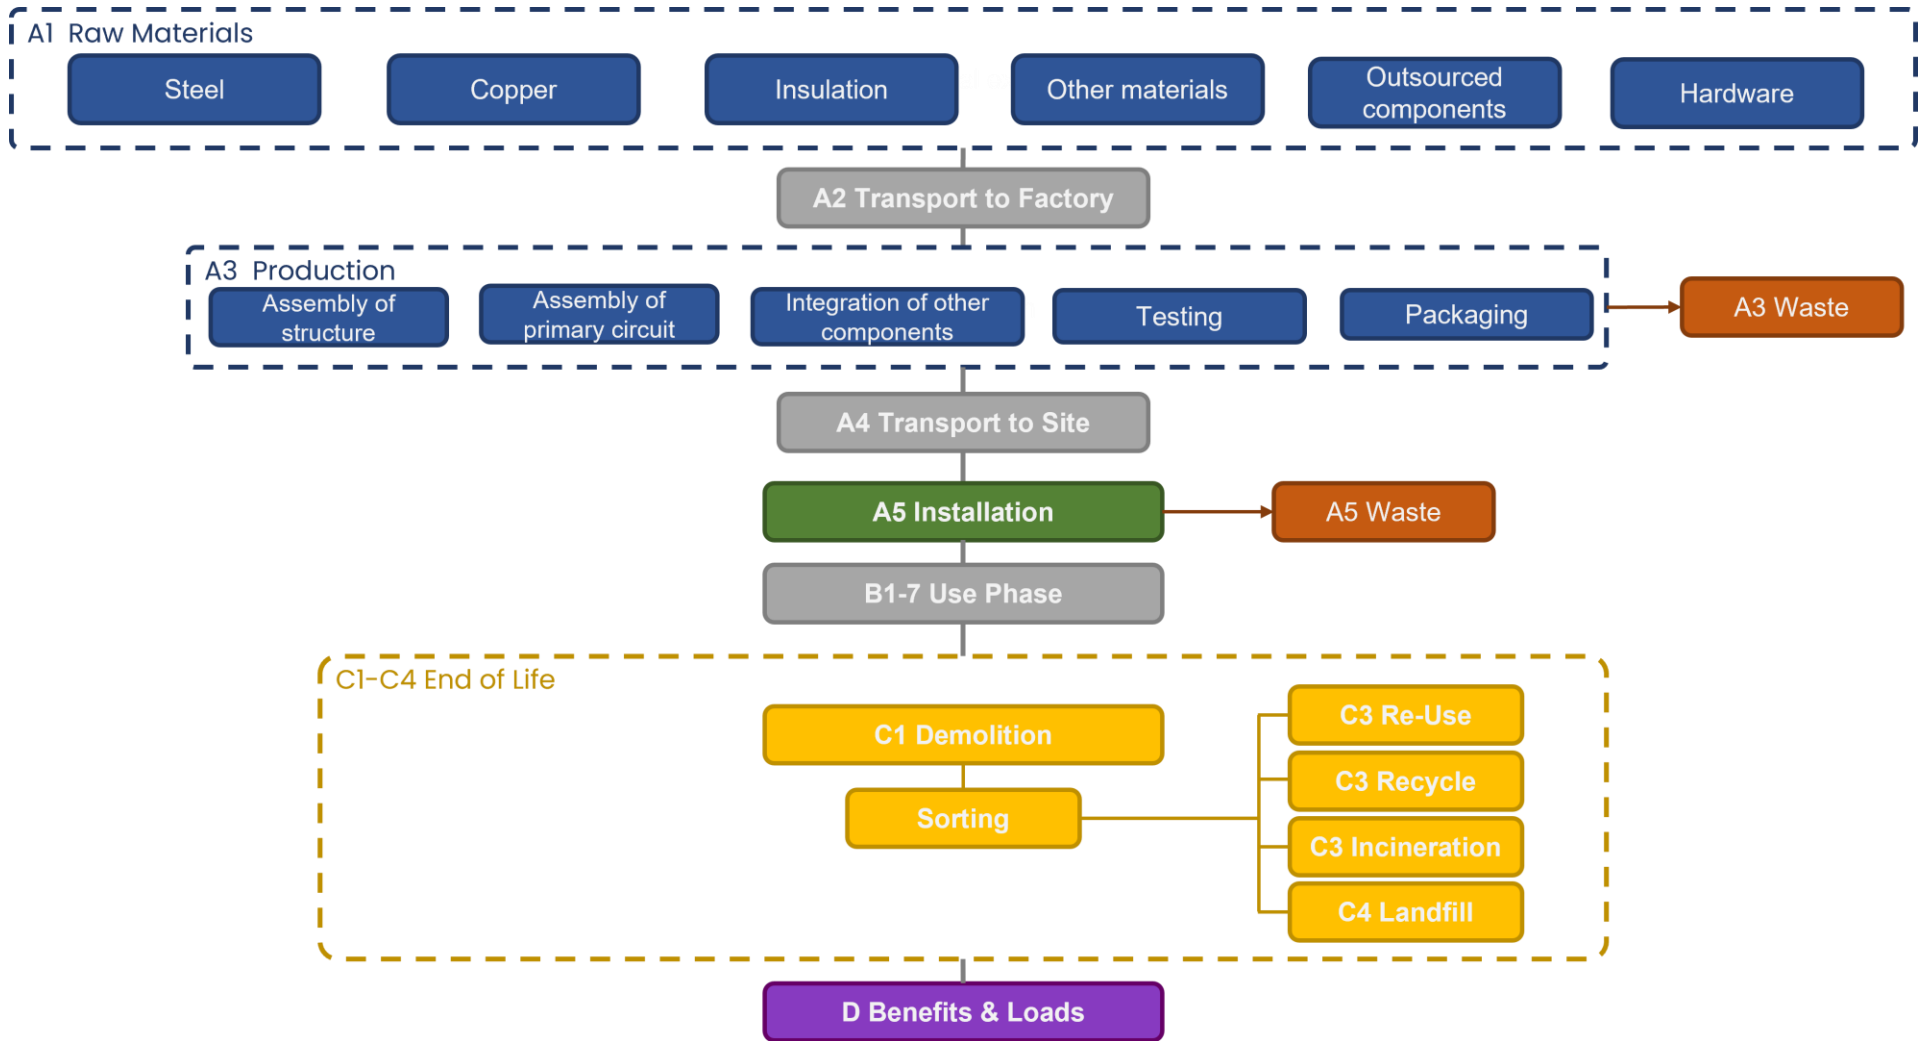 A1 Raw Materials
Steel
Copper
Insulation
Other materials
Outsourced
components
Hardware
A2 Transport to Factory
A3 Production
Assembly of
structure
Assembly of
primary circuit
Integration of other
components
Testing
Packaging
A3 Waste
A4 Transport to Site
A5 Installation
A5 Waste
B1-7 Use Phase
C1-C4 End of Life
C1 Demolition
Sorting
C3 Re-Use
C3 Recycle
C3 Incineration
C4 Landfill
D Benefits & Loads